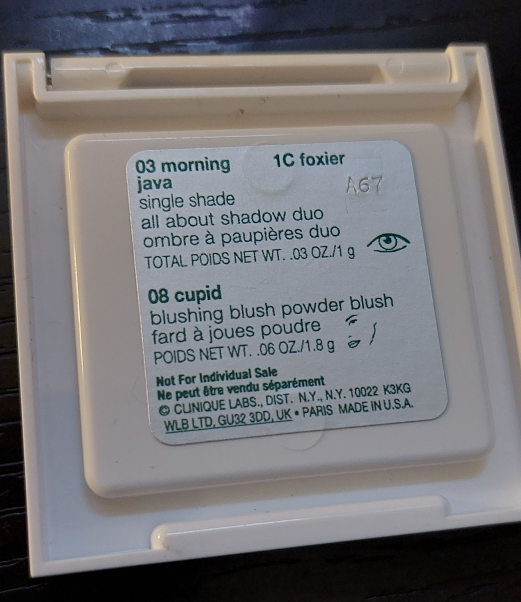 03 morning 1C foxier
java
A67
single shade
all about shadow duo
ombre à paupières duo
TOTAL POIDS NET WT. .03 OZ./1 g
08 cupid
blushing blush powder blush
fard à joues poudre
POIDS NET WT. .06 OZ./1.8 g
Not For Individual Sale
Ne peut être vendu séparément
© CLINIQUE LABS., DIST. N.Y., N.Y. 10022 K3KG
WLB LTD, GU32 3DD, UK • PARIS MADE IN U.S.A.